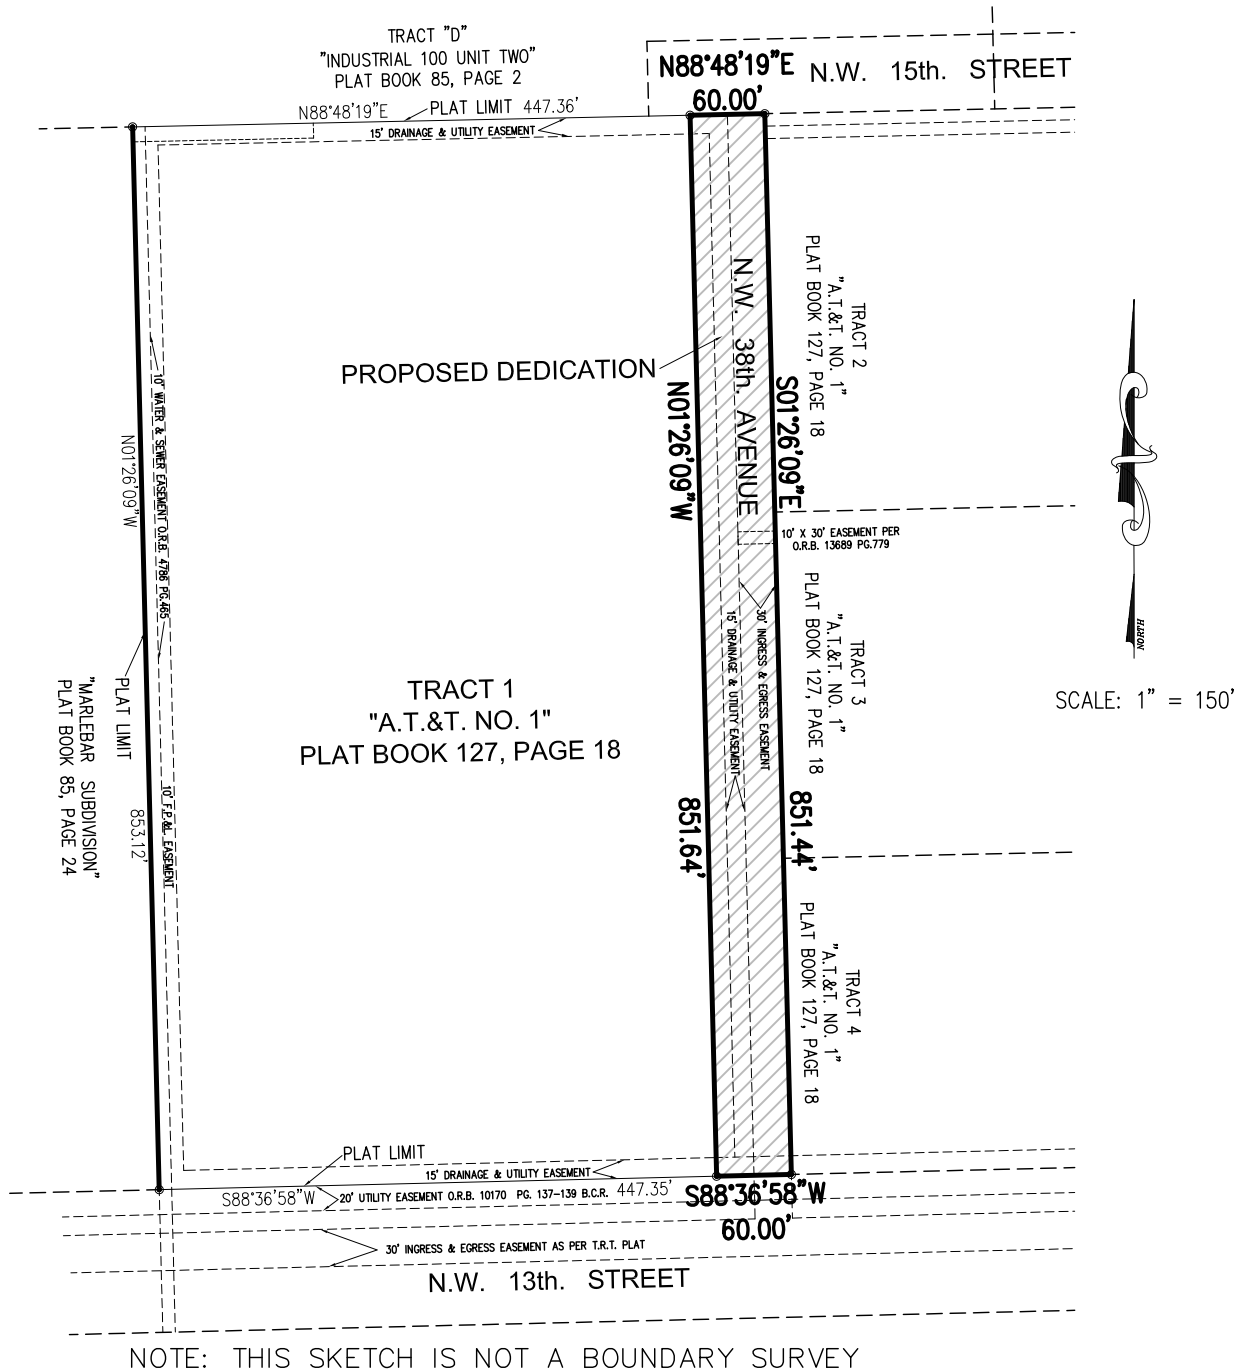 TRACT "D"
"INDUSTRIAL 100 UNIT TWO"
PLAT BOOK 85, PAGE 2
N88°48'19"E
PLAT LIMIT 447.36'
15' DRAINAGE & UTILITY EASEMENT
N88°48'19"E
60.00'
N.W. 15th. STREET
PROPOSED DEDICATION
N.W. 38th. AVENUE
N01°26'09"W
S01°26'09"E
TRACT 2
"A.T.&T. NO. 1"
PLAT BOOK 127, PAGE 18
10' X 30' EASEMENT PER
O.R.B. 13689 PG.779
10' WATER & SEWER EASEMENT O.R.B. 4786 PG.465
N01°26'09"W
PLAT LIMIT
853.12'
"MARLEBAR SUBDIVISION"
PLAT BOOK 85, PAGE 24
10' F.P.&L. EASEMENT
TRACT 1
"A.T.&T. NO. 1"
PLAT BOOK 127, PAGE 18
15' DRAINAGE & UTILITY EASEMENT
30' INGRESS & EGRESS EASEMENT
851.64'
851.44'
TRACT 3
"A.T.&T. NO. 1"
PLAT BOOK 127, PAGE 18
TRACT 4
"A.T.&T. NO. 1"
PLAT BOOK 127, PAGE 18
NORTH
SCALE: 1" = 150'
PLAT LIMIT
15' DRAINAGE & UTILITY EASEMENT
S88°36'58"W
20' UTILITY EASEMENT O.R.B. 10170 PG. 137-139 B.C.R.
447.35'
S88°36'58"W
60.00'
30' INGRESS & EGRESS EASEMENT AS PER T.R.T. PLAT
N.W. 13th. STREET
NOTE: THIS SKETCH IS NOT A BOUNDARY SURVEY